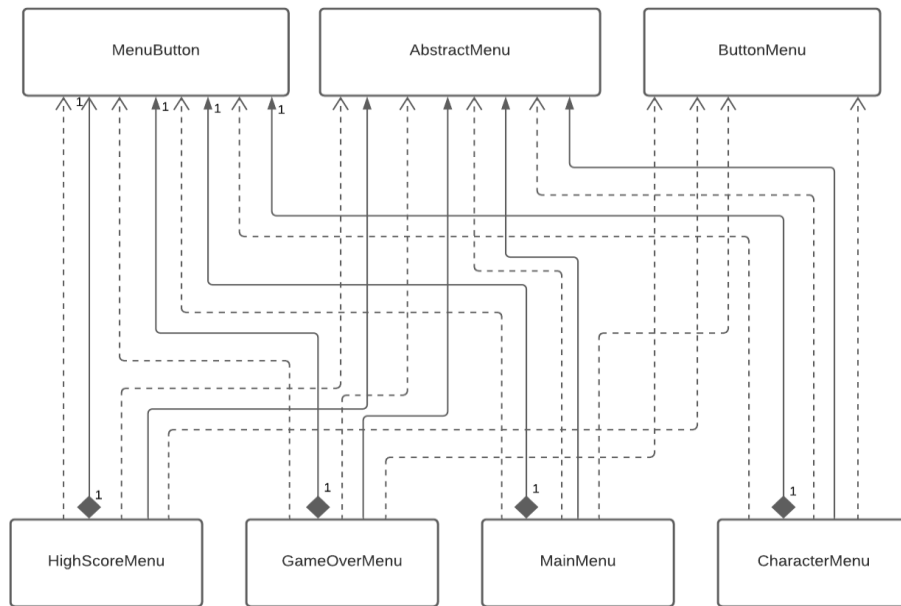 MenuButton
AbstractMenu
ButtonMenu
1
1
1
1
1
1
1
1
HighScoreMenu
GameOverMenu
MainMenu
CharacterMenu